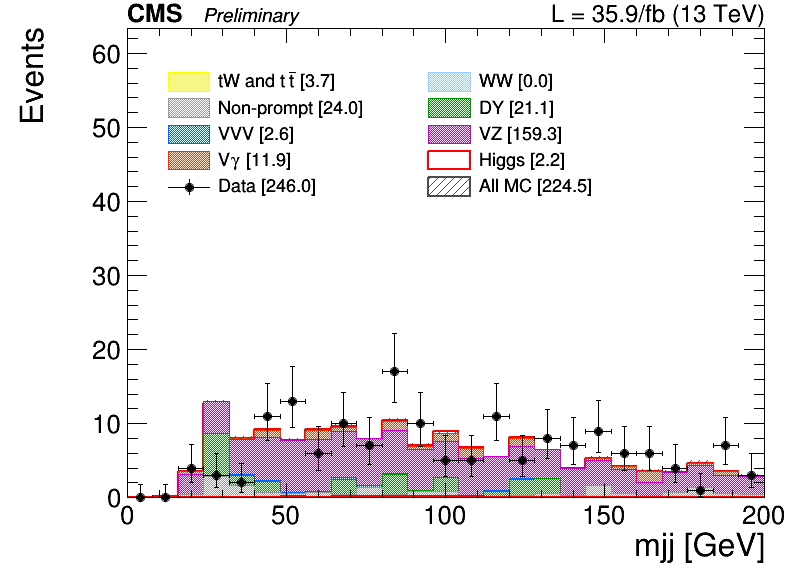 CMS Preliminary L = 35.9/fb (13 TeV)
Events
60
50
40
30
20
10
0
tW and tt̅ [3.7]
WW [0.0]
Non-prompt [24.0]
DY [21.1]
VVV [2.6]
VZ [159.3]
Vγ [11.9]
Higgs [2.2]
Data [246.0]
All MC [224.5]
0 50 100 150 200
mjj [GeV]